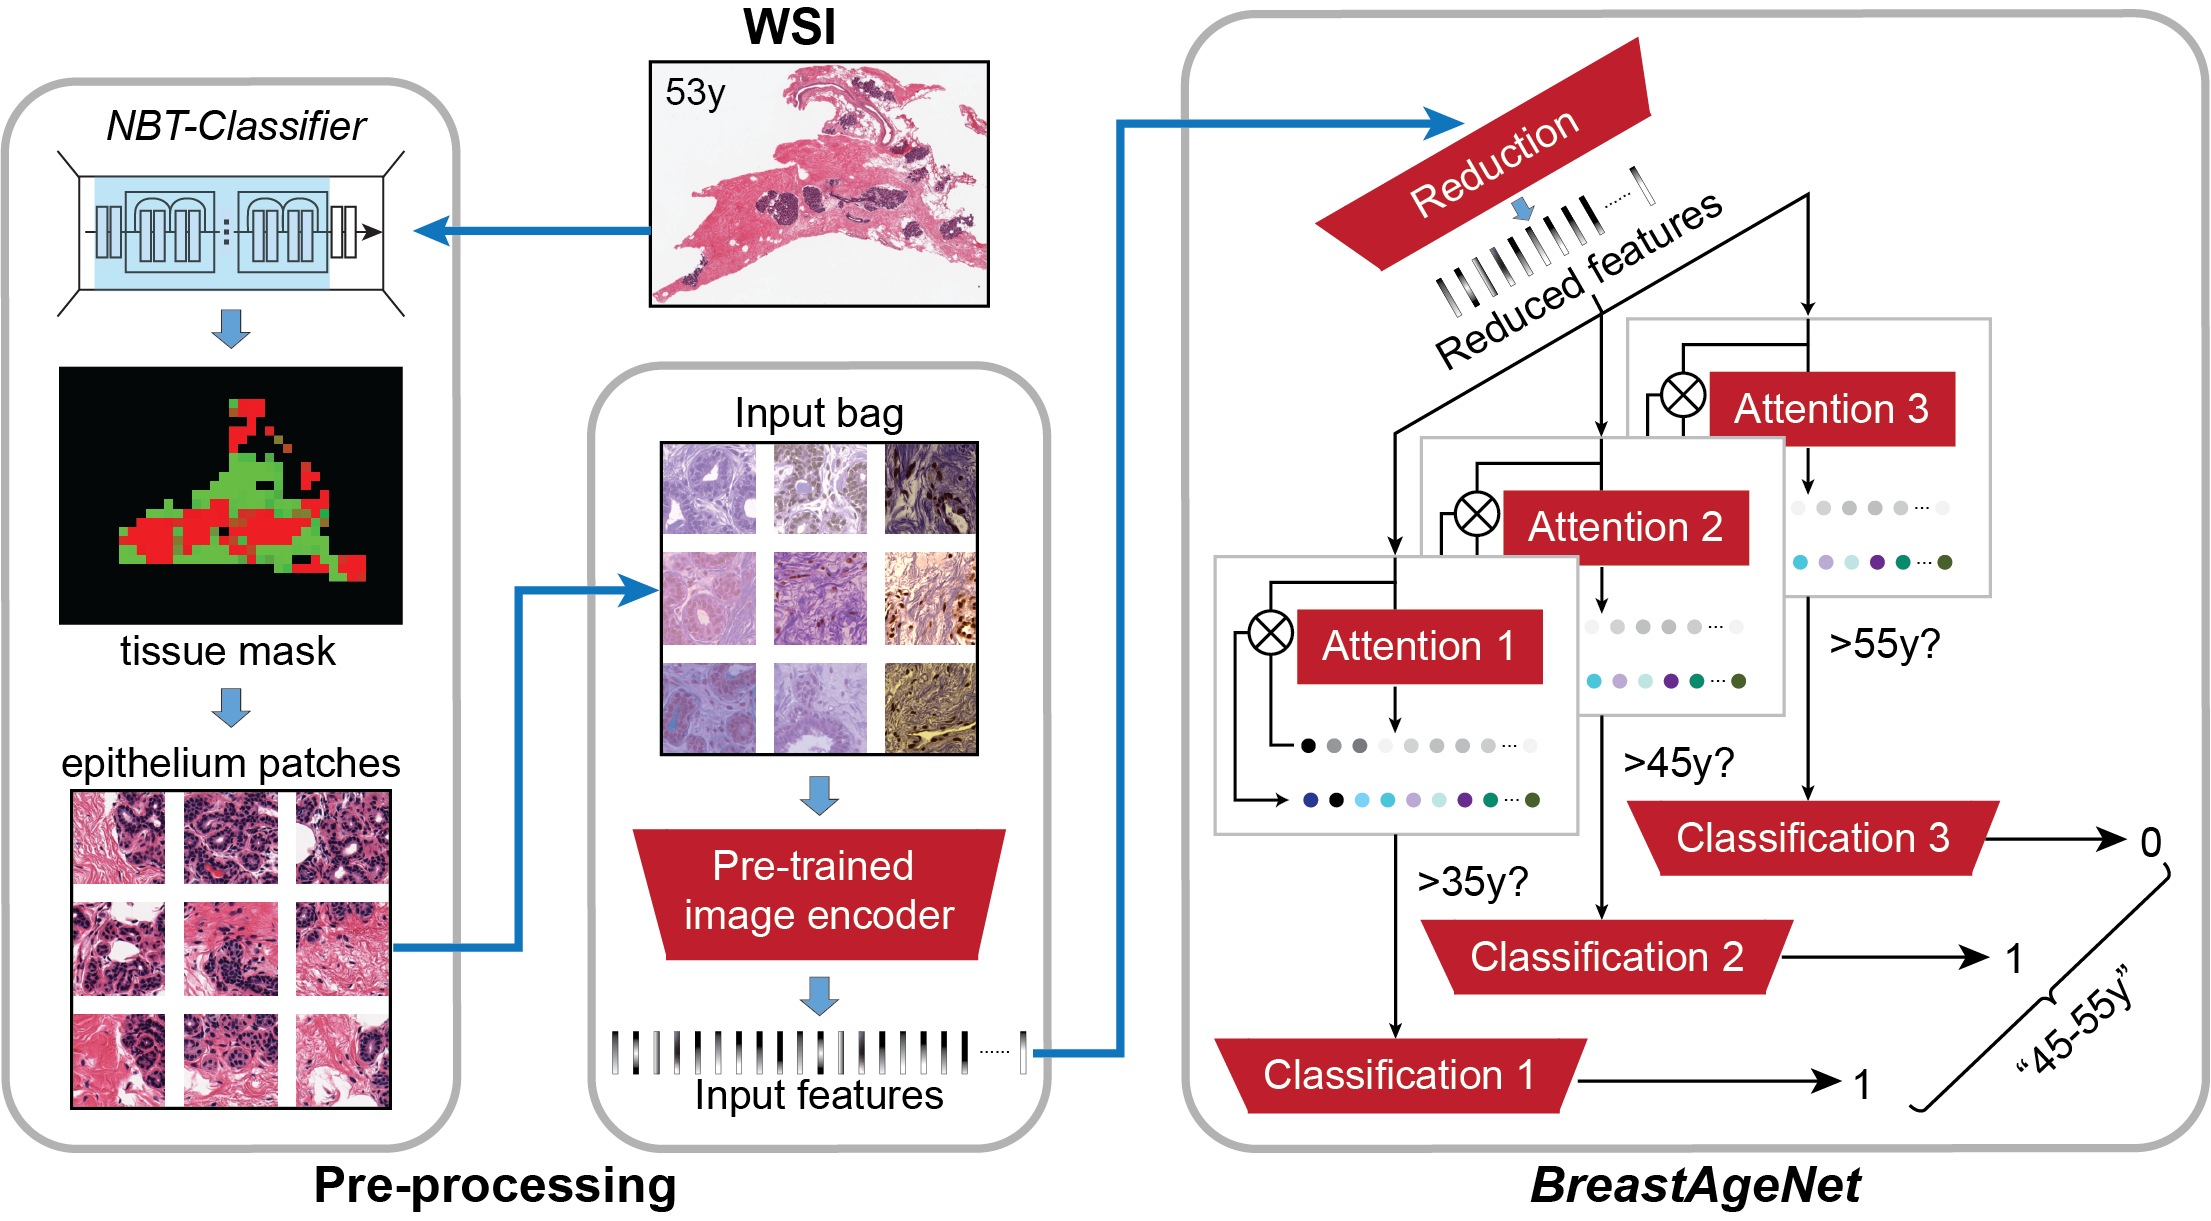 WSI
53y
NBT-Classifier
tissue mask
epithelium patches
Input bag
Pre-trained
image encoder
Input features
Pre-processing
Reduction
Reduced features
Attention 3
Attention 2
Attention 1
>55y?
>45y?
>35y?
Classification 3
0
Classification 2
1
Classification 1
1
“45-55y”
BreastAgeNet